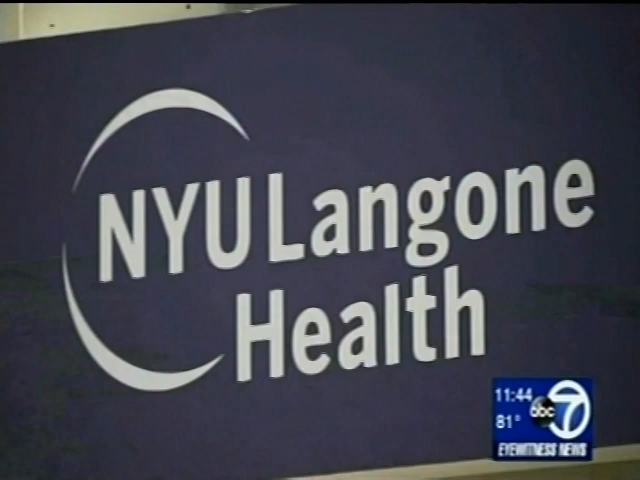 NYU Langone
Health
11:44
81°
abc 7
EYEWITNESS NEWS